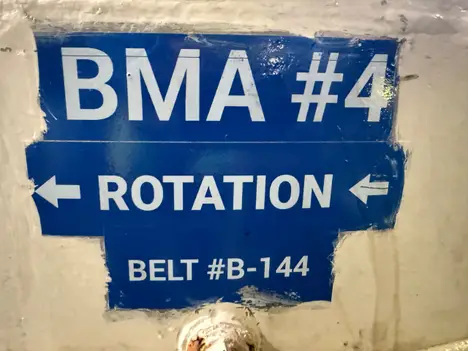 BMA #4
← ROTATION ←
BELT #B-144